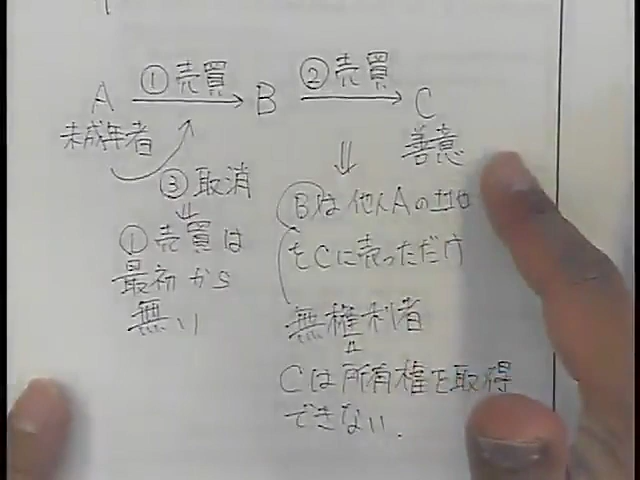 ①売買 ②売買
A B C
未成年者 善意
③取消
⇓
Bは他人Aの土地
をCに売っただけ
①売買は
最初から
無い
無権利者
Cは所有権を取得
できない.